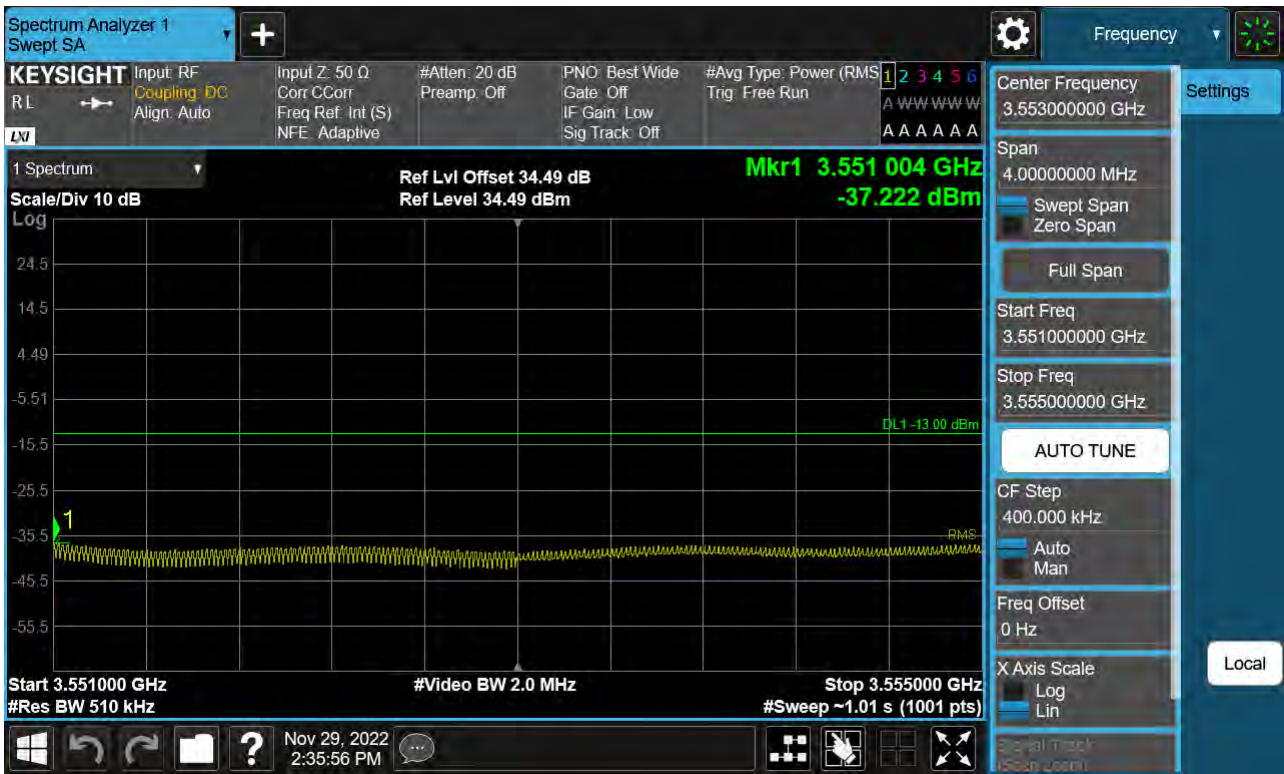 Spectrum Analyzer 1
Swept SA
+
Frequency
KEYSIGHT
R L
LXI
Input: RF
Coupling: DC
Align: Auto
Input Z: 50 Ω
Corr CCorr
Freq Ref: Int (S)
NFE: Adaptive
#Atten: 20 dB
Preamp: Off
PNO: Best Wide
Gate: Off
IF Gain: Low
Sig Track: Off
#Avg Type: Power (RMS
Trig: Free Run
1 2 3 4 5 6
A W W W W W
A A A A A A
1 Spectrum
Scale/Div 10 dB
Log
Ref Lvl Offset 34.49 dB
Ref Level 34.49 dBm
Mkr1 3.551 004 GHz
-37.222 dBm
24.5
14.5
4.49
-5.51
DL1 -13.00 dBm
-15.5
-25.5
1
-35.5
RMS
-45.5
-55.5
Start 3.551000 GHz
#Res BW 510 kHz
#Video BW 2.0 MHz
Stop 3.555000 GHz
#Sweep ~1.01 s (1001 pts)
Center Frequency
3.553000000 GHz
Span
4.00000000 MHz
Swept Span
Zero Span
Full Span
Start Freq
3.551000000 GHz
Stop Freq
3.555000000 GHz
AUTO TUNE
CF Step
400.000 kHz
Auto
Man
Freq Offset
0 Hz
X Axis Scale
Log
Lin
Signal Track
(Span Zoom)
Settings
Local
?
Nov 29, 2022
2:35:56 PM